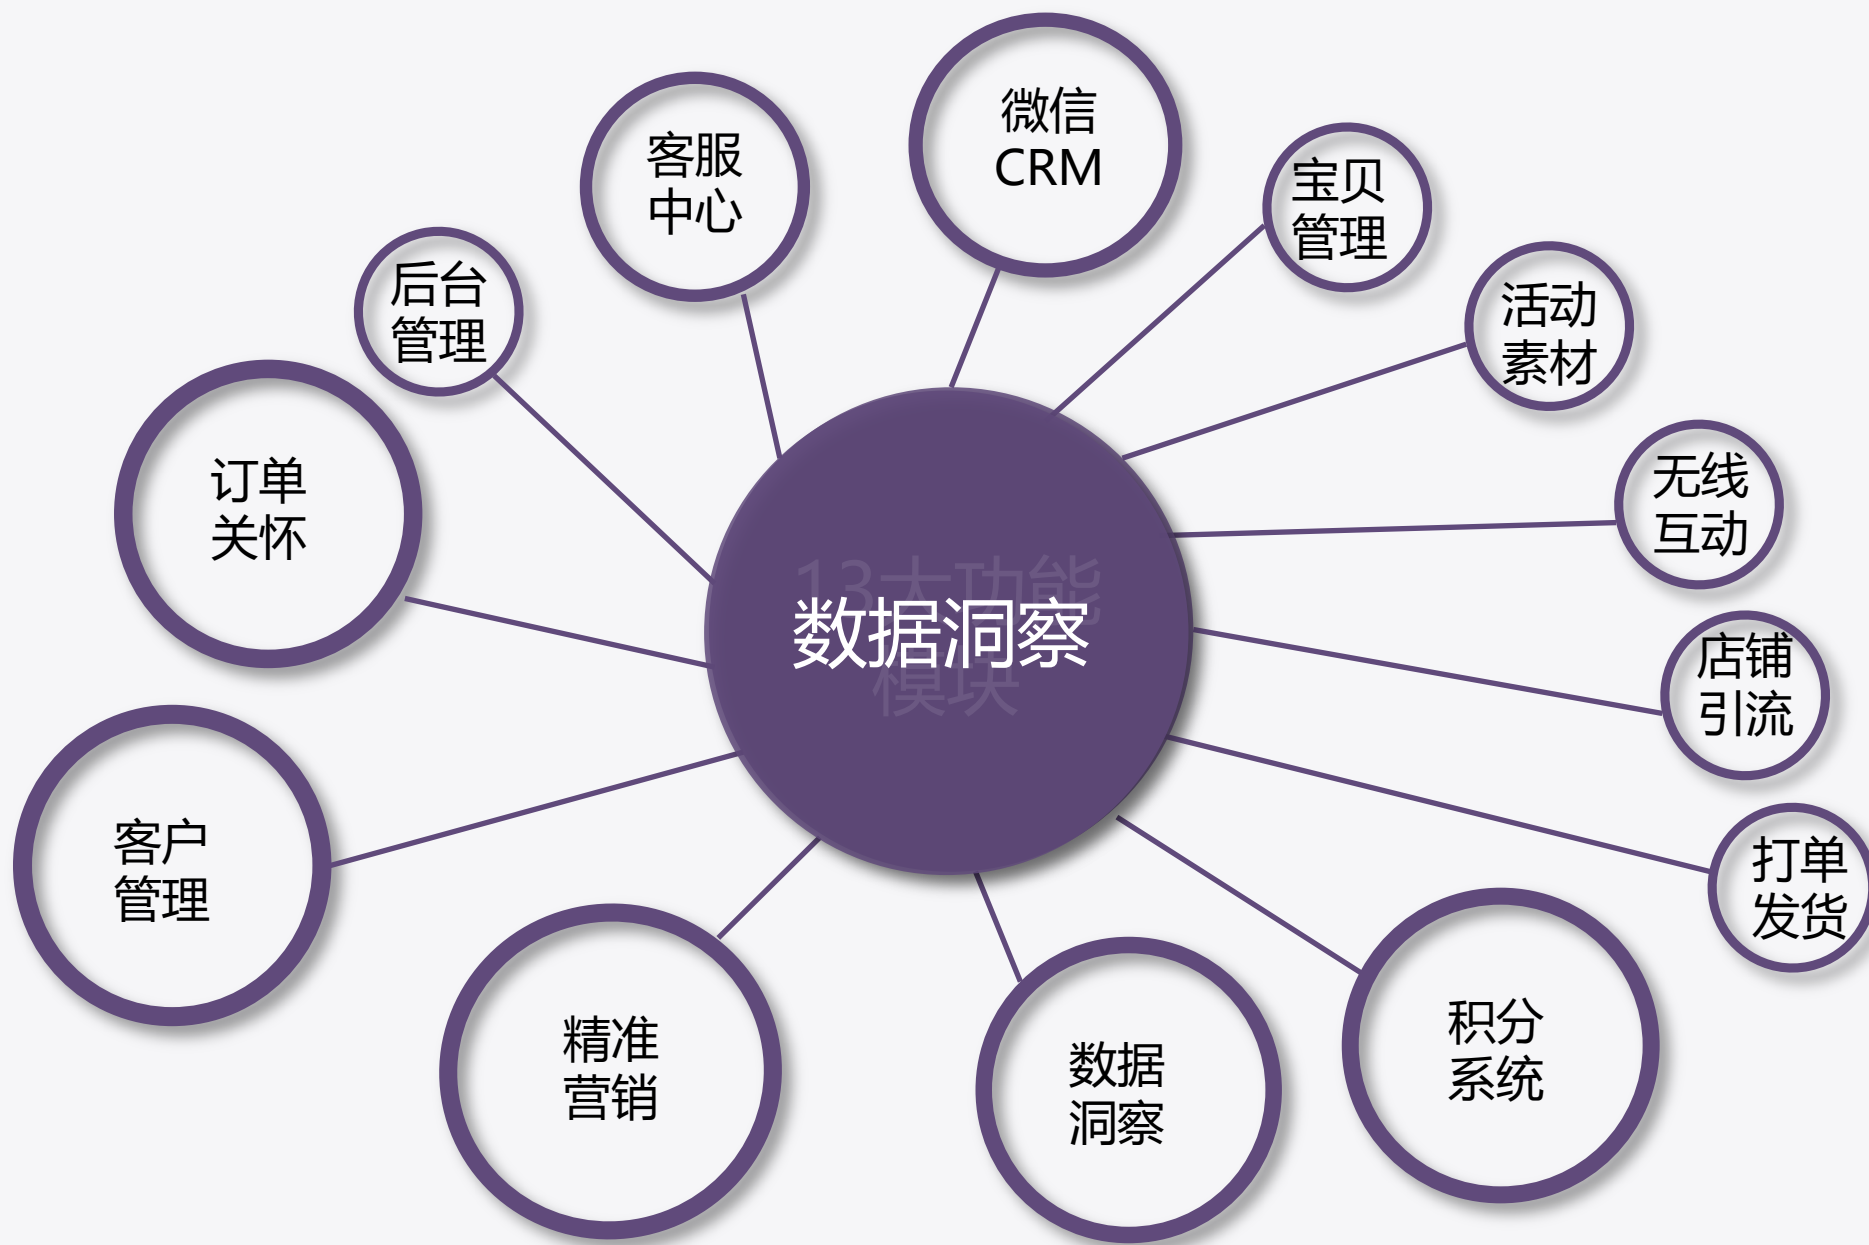 微信
CRM
客服
中心
宝贝
管理
后台
管理
活动
素材
无线
互动
订单
关怀
13大功能
模块
数据洞察
店铺
引流
客户
管理
打单
发货
精准
营销
数据
洞察
积分
系统